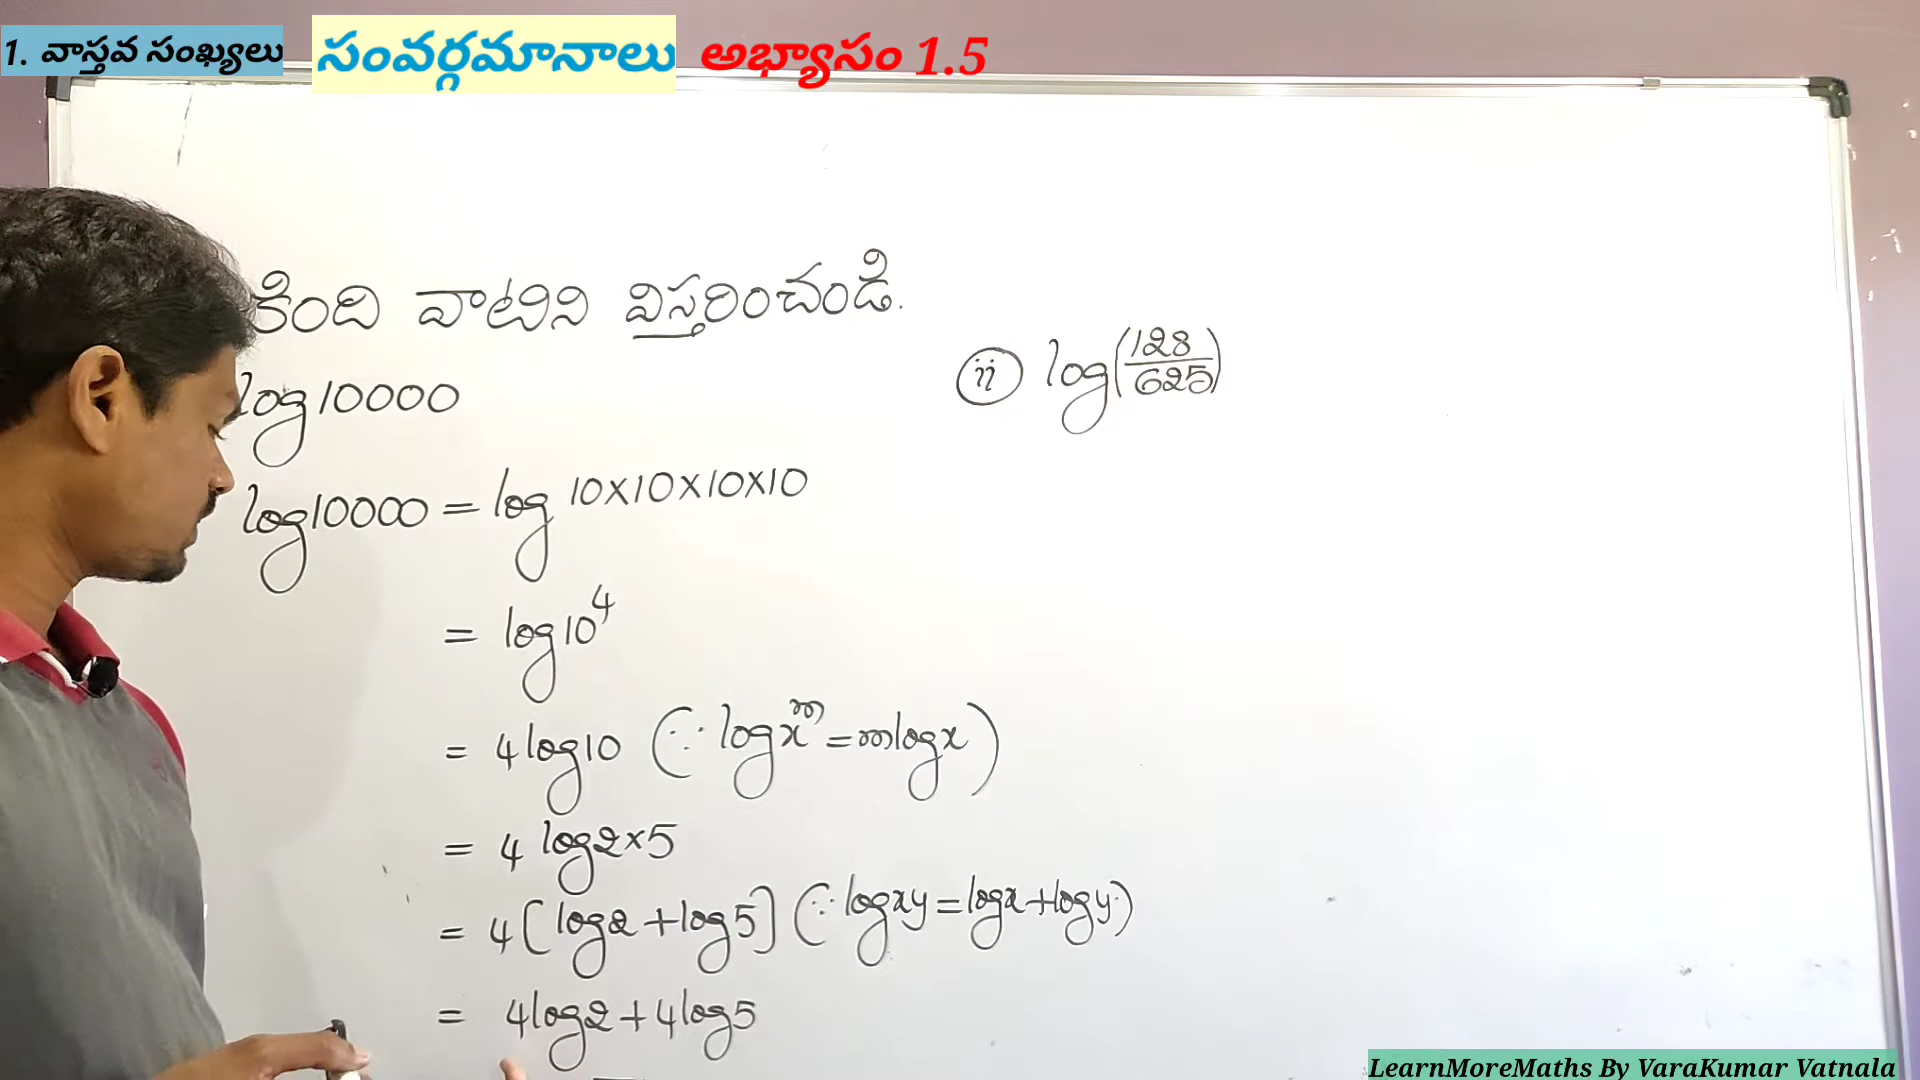 1. వాస్తవ సంఖ్యలు సంవర్గమానాలు అభ్యాసం 1.5
కింది వాటిని విస్తరించండి.
log10000
log10000 = log 10×10×10×10
= log10⁴
= 4log10 (∵ logxᵐ = mlogx)
= 4 log2×5
= 4[log2 + log5] (∵ logxy = logx + logy)
= 4log2 + 4log5
ii log(128/625)
LearnMoreMaths By VaraKumar Vatnala